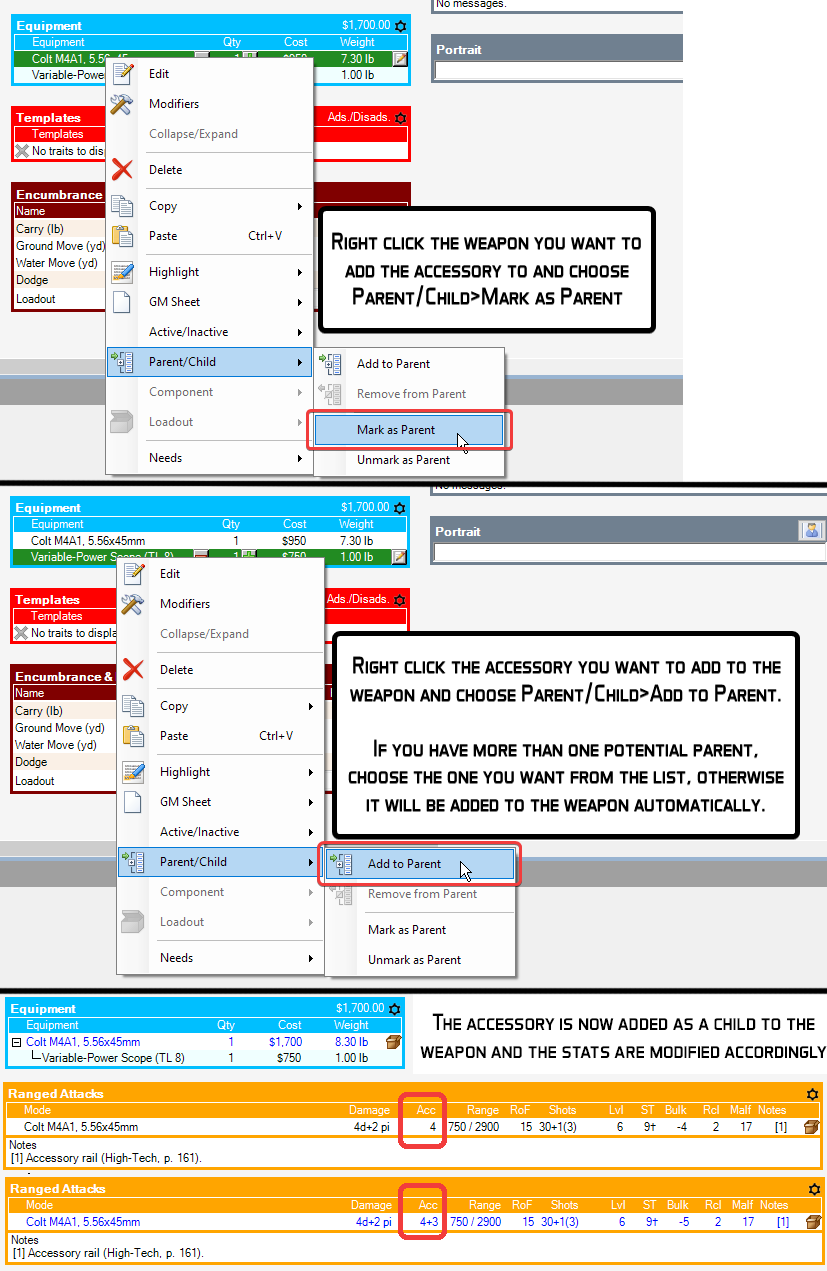 No messages.
Equipment $1,700.00
Equipment Qty Cost Weight
Colt M4A1, 5.56 45 1 $950 7.30 lb
Variable-Pow 1.00 lb
Portrait
Edit
Modifiers
Collapse/Expand
Templates Ads./Disads.
Templates
No traits to dis
Delete
Encumbrance
Name
Copy
Carry (lb)
Paste Ctrl+V
Ground Move (yd)
Water Move (yd)
Highlight
Dodge
Loadout
GM Sheet
Active/Inactive
Parent/Child
Component
Loadout
Needs
Add to Parent
Remove from Parent
Mark as Parent
Unmark as Parent
Right click the weapon you want to
add the accessory to and choose
Parent/Child>Mark as Parent
No messages.
Equipment $1,700.00
Equipment Qty Cost Weight
Colt M4A1, 5.56x45mm 1 $950 7.30 lb
Variable-Power Scope (TL 8) 1 $750 1.00 lb
Portrait
Edit
Modifiers
Collapse/Expand
Templates Ads./Disads.
Templates
No traits to displa
Delete
Encumbrance &
Name
Copy
Carry (lb)
Paste Ctrl+V
Ground Move (yd)
Water Move (yd)
Highlight
Dodge
Loadout
GM Sheet
Active/Inactive
Parent/Child
Component
Loadout
Needs
Add to Parent
Remove from Parent
Mark as Parent
Unmark as Parent
Right click the accessory you want to add to the
weapon and choose Parent/Child>Add to Parent.
If you have more than one potential parent,
choose the one you want from the list, otherwise
it will be added to the weapon automatically.
Equipment $1,700.00
Equipment Qty Cost Weight
Colt M4A1, 5.56x45mm 1 $1,700 8.30 lb
Variable-Power Scope (TL 8) 1 $750 1.00 lb
The accessory is now added as a child to the
weapon and the stats are modified accordingly
Ranged Attacks
Mode Damage Acc Range RoF Shots Lvl ST Bulk Rcl Malf Notes
Colt M4A1, 5.56x45mm 4d+2 pi 4 750 / 2900 15 30+1(3) 6 9† -4 2 17 [1]
Notes
[1] Accessory rail (High-Tech, p. 161).
Ranged Attacks
Mode Damage Acc Range RoF Shots Lvl ST Bulk Rcl Malf Notes
Colt M4A1, 5.56x45mm 4d+2 pi 4+3 750 / 2900 15 30+1(3) 6 9† -5 2 17 [1]
Notes
[1] Accessory rail (High-Tech, p. 161).